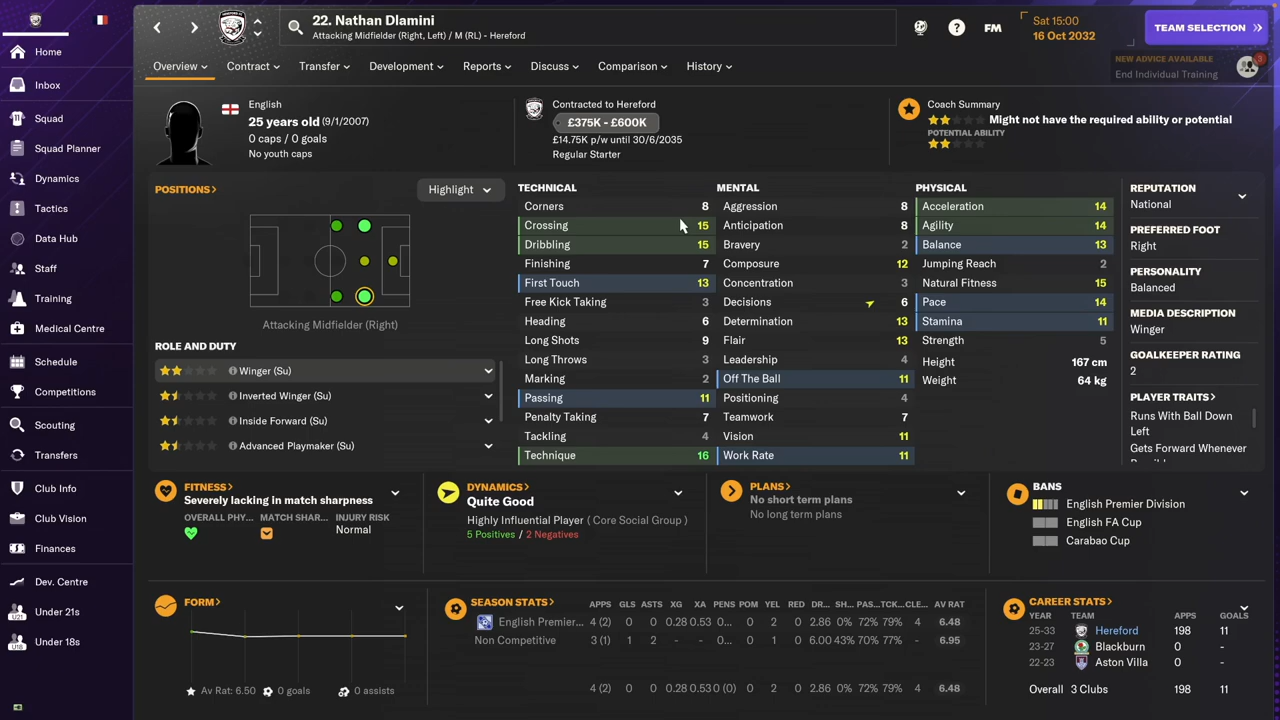 22. Nathan Dlamini
Attacking Midfielder (Right, Left) / M (RL) - Hereford
FM
Sat 15:00
16 Oct 2032
TEAM SELECTION
Home
Inbox
Squad
Squad Planner
Dynamics
Tactics
Data Hub
Staff
Training
Medical Centre
Schedule
Competitions
Scouting
Transfers
Club Info
Club Vision
Finances
Dev. Centre
Under 21s
Under 18s
Overview
Contract
Transfer
Development
Reports
Discuss
Comparison
History
NEW ADVICE AVAILABLE
End Individual Training
3
English
25 years old (9/1/2007)
0 caps / 0 goals
No youth caps
Contracted to Hereford
£375K - £600K
£14.75K p/w until 30/6/2035
Regular Starter
Coach Summary
Might not have the required ability or potential
POTENTIAL ABILITY
POSITIONS>
Highlight
Attacking Midfielder (Right)
ROLE AND DUTY
Winger (Su)
Inverted Winger (Su)
Inside Forward (Su)
Advanced Playmaker (Su)
TECHNICAL
Corners 8
Crossing 15
Dribbling 15
Finishing 7
First Touch 13
Free Kick Taking 3
Heading 6
Long Shots 9
Long Throws 3
Marking 2
Passing 11
Penalty Taking 7
Tackling 4
Technique 16
MENTAL
Aggression 8
Anticipation 8
Bravery 2
Composure 12
Concentration 3
Decisions 6
Determination 13
Flair 13
Leadership 4
Off The Ball 11
Positioning 4
Teamwork 7
Vision 11
Work Rate 11
PHYSICAL
Acceleration 14
Agility 14
Balance 13
Jumping Reach 2
Natural Fitness 15
Pace 14
Stamina 11
Strength 5
Height 167 cm
Weight 64 kg
REPUTATION
National
PREFERRED FOOT
Right
PERSONALITY
Balanced
MEDIA DESCRIPTION
Winger
GOALKEEPER RATING
2
PLAYER TRAITS>
Runs With Ball Down
Left
Gets Forward Whenever
FITNESS>
Severely lacking in match sharpness
OVERALL PHY... MATCH SHAR... INJURY RISK
Normal
DYNAMICS>
Quite Good
Highly Influential Player ( Core Social Group )
5 Positives / 2 Negatives
PLANS>
No short term plans
No long term plans
BANS
English Premier Division
English FA Cup
Carabao Cup
FORM>
Av Rat: 6.50 0 goals 0 assists
SEASON STATS> APPS GLS ASTS XG XA PENS POM YEL RED DR... SH... PAS... TCK... CLE... AV RAT
English Premier... 4 (2) 0 0 0.28 0.53 0... 0 2 0 2.86 0% 72% 79% 4 6.48
Non Competitive 3 (1) 1 2 - - 0... 0 1 0 6.00 43% 70% 77% - 6.95
4 (2) 0 0 0.28 0.53 0 (0) 0 2 0 2.86 0% 72% 79% 4 6.48
CAREER STATS>
YEAR TEAM APPS GOALS
25-33 Hereford 198 11
23-27 Blackburn 0 -
22-23 Aston Villa 0 -
Overall 3 Clubs 198 11